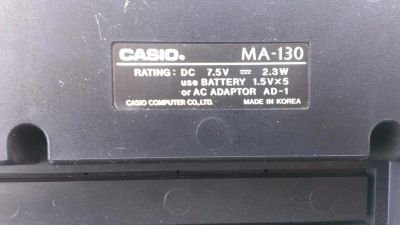 CASIO. MA-130
RATING: DC 7.5V ⎓ 2.3W
use BATTERY 1.5V×5
or AC ADAPTOR AD-1
CASIO COMPUTER CO., LTD. MADE IN KOREA